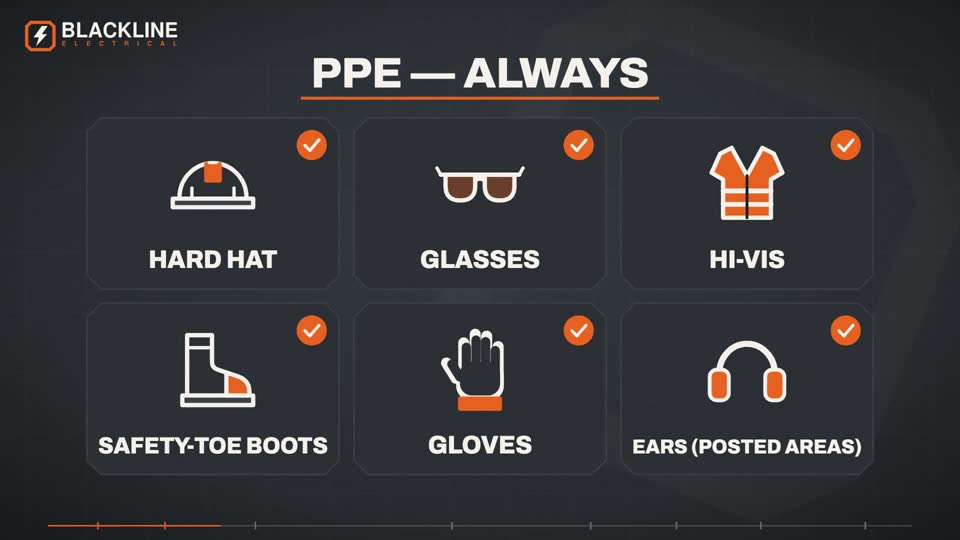 BLACKLINE
ELECTRICAL
PPE — ALWAYS
HARD HAT
GLASSES
HI-VIS
SAFETY-TOE BOOTS
GLOVES
EARS (POSTED AREAS)